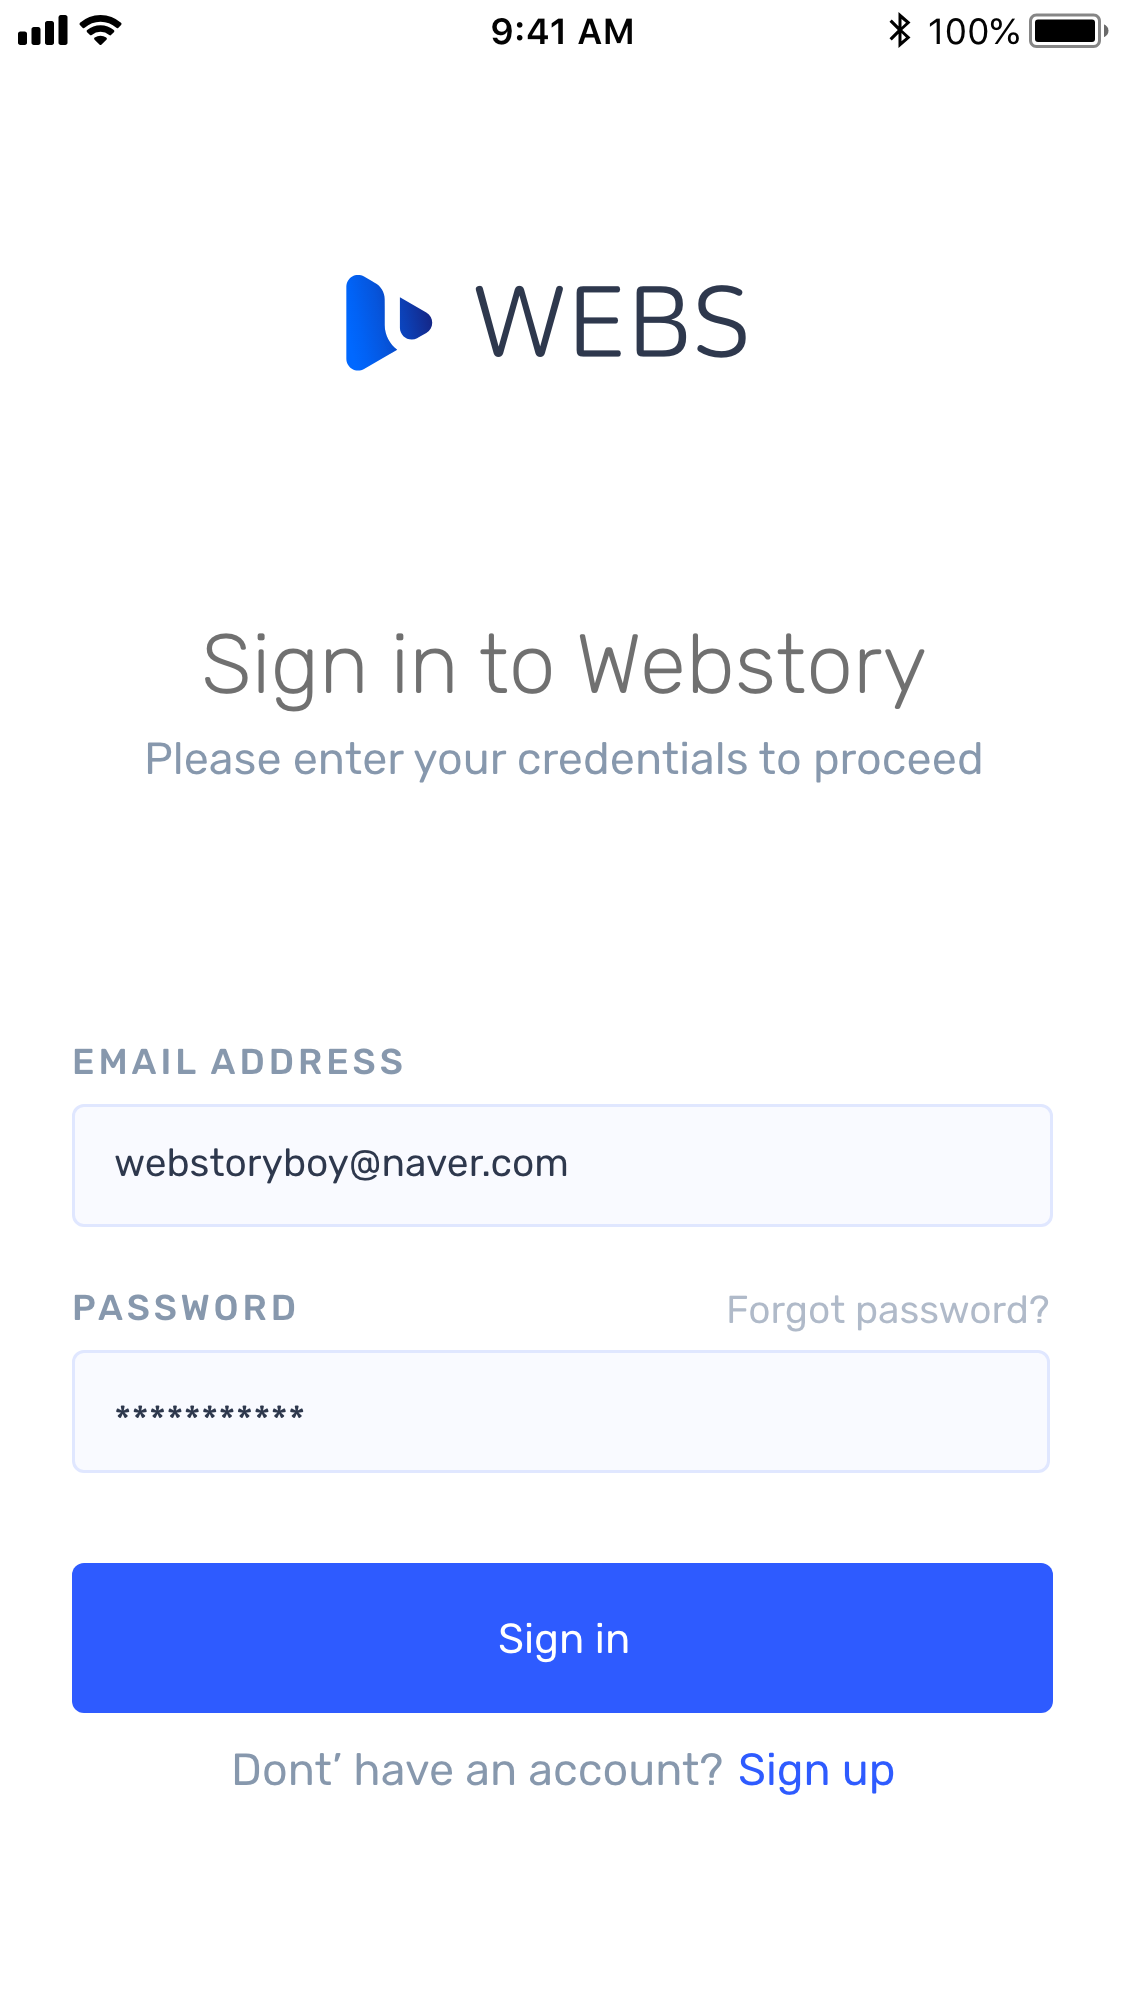 9:41 AM 100%
WEBS
Sign in to Webstory
Please enter your credentials to proceed
EMAIL ADDRESS
webstoryboy@naver.com
PASSWORD Forgot password?
***********
Sign in
Dont’ have an account? Sign up